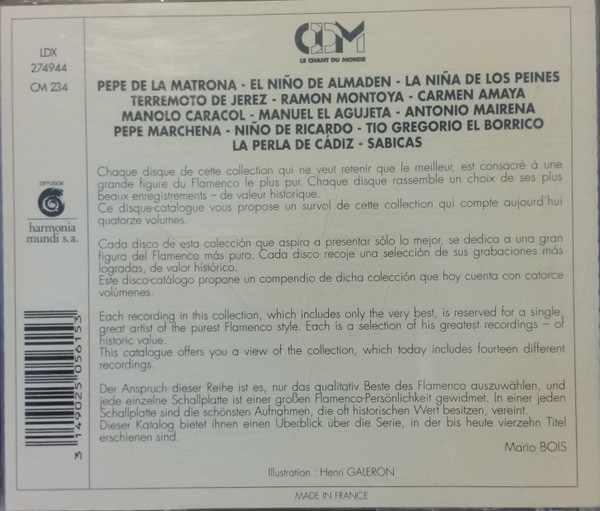 LDX
274944
CM 234
CDM
LE CHANT DU MONDE
PEPE DE LA MATRONA - EL NIÑO DE ALMADEN - LA NIÑA DE LOS PEINES
TERREMOTO DE JEREZ - RAMON MONTOYA - CARMEN AMAYA
MANOLO CARACOL - MANUEL EL AGUJETA - ANTONIO MAIRENA
PEPE MARCHENA - NIÑO DE RICARDO - TIO GREGORIO EL BORRICO
LA PERLA DE CÁDIZ - SABICAS
DIFFUSION
harmonia
mundi s.a.
Chaque disque de cette collection qui ne veut retenir que le meilleur, est consacré à une
grande figure du Flamenco le plus pur. Chaque disque rassemble un choix de ses plus
beaux enregistrements – de valeur historique.
Ce disque-catalogue vous propose un survol de cette collection qui compte aujourd'hui
quatorze volumes.
Cada disco de esta colección que aspira a presentar sólo lo mejor, se dedica a una gran
figura del Flamenco más puro. Cada disco recoje una selección de sus grabaciones más
logradas, de valor histórico.
Este disco-catálogo propone un compendio de dicha colección que hoy cuenta con catorce
volúmenes.
Each recording in this collection, which includes only the very best, is reserved for a single,
great artist of the purest Flamenco style. Each is a selection of his greatest recordings – of
historic value.
This catalogue offers you a view of the collection, which today includes fourteen different
recordings.
Der Anspruch dieser Reihe ist es, nur das qualitativ Beste des Flamenco auszuwählen, und
jede einzelne Schallplatte ist einer großen Flamenco-Persönlichkeit gewidmet. In einer jeden
Schallplatte sind die schönsten Aufnahmen, die oft historischen Wert besitzen, vereint.
Dieser Katalog bietet ihnen einen Uberblick über die Serie, in der bis heute vierzehn Titel
erschienen sind.
Mario BOIS
3 149025 056153
Illustration : Henri GALERON
MADE IN FRANCE